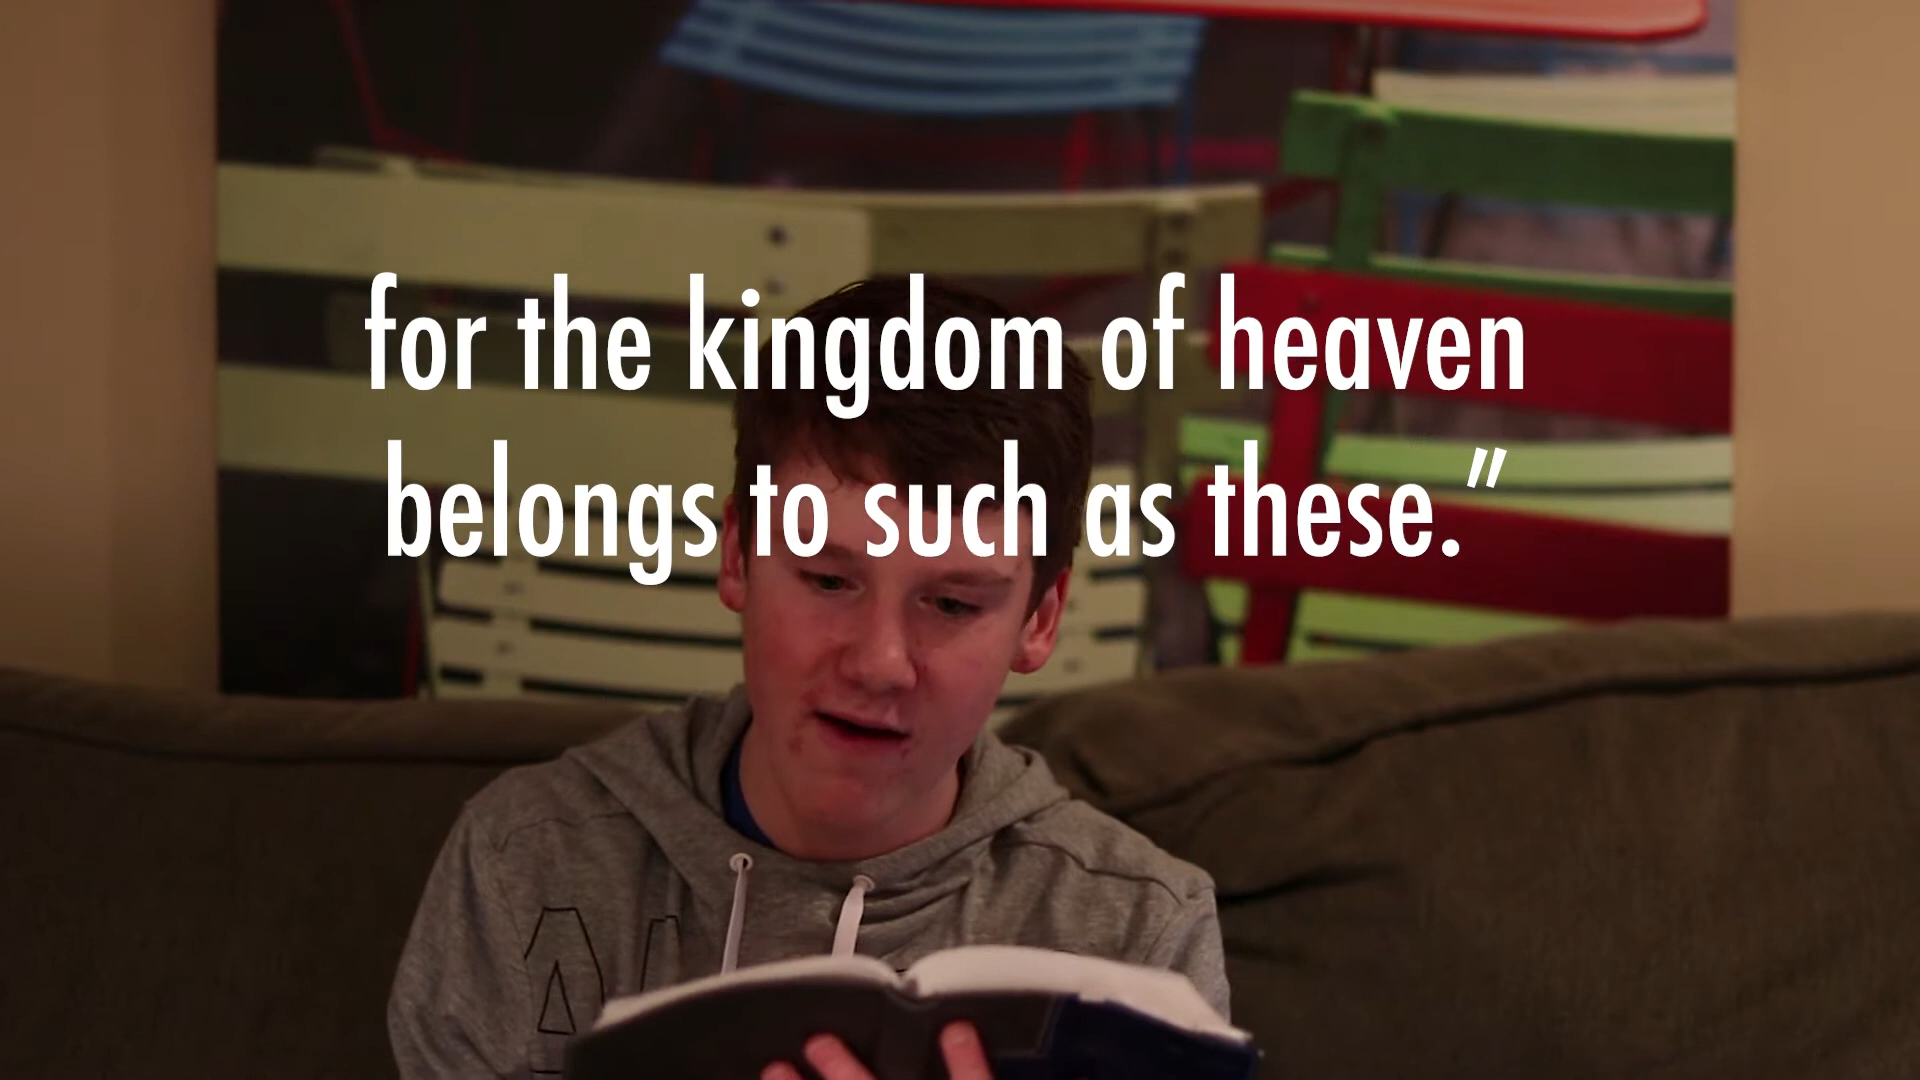 for the kingdom of heaven
belongs to such as these.”